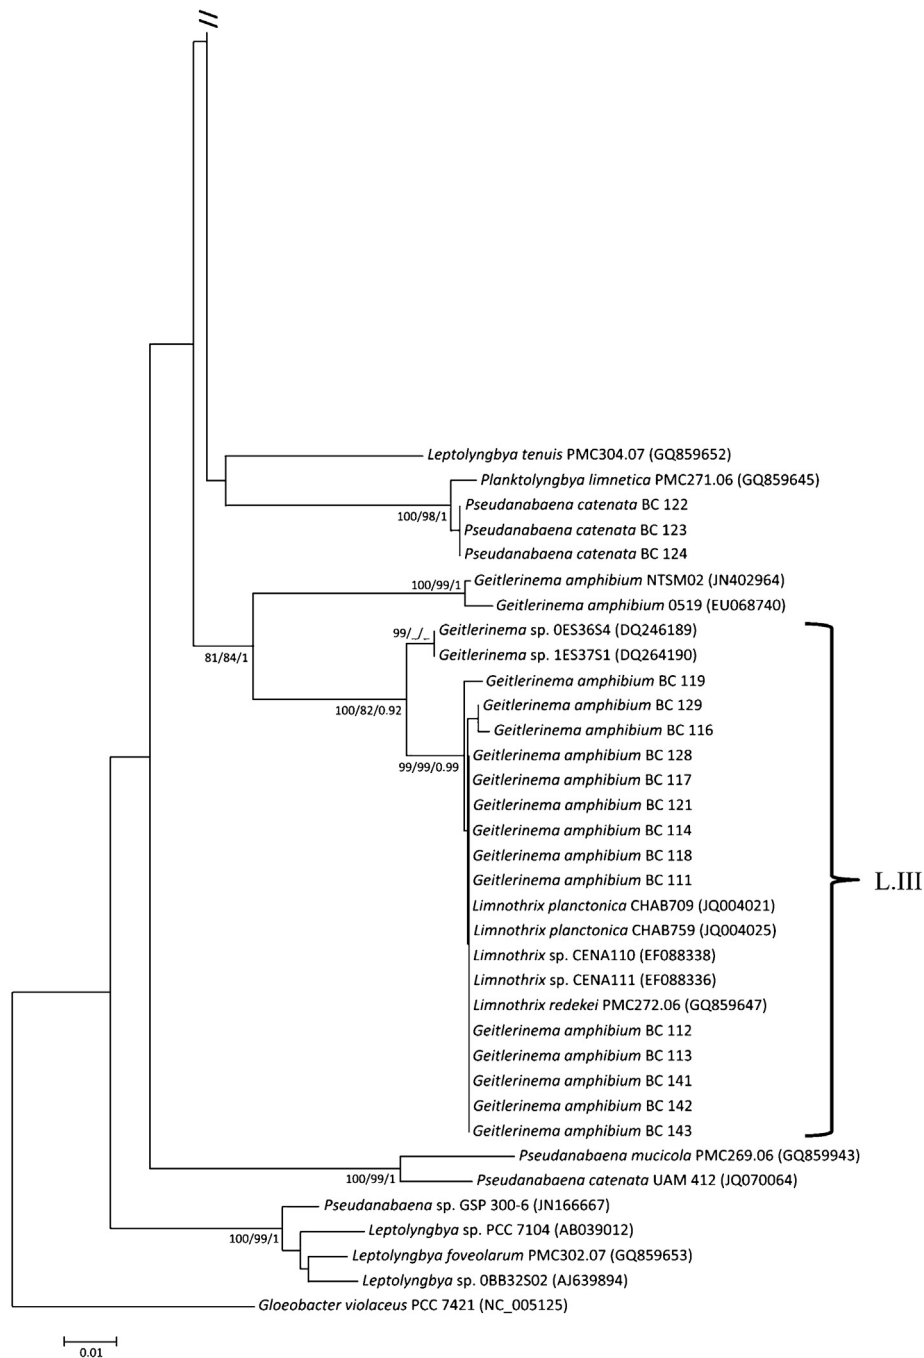 Leptolyngbya tenuis PMC304.07 (GQ859652)
Planktolyngbya limnetica PMC271.06 (GQ859645)
Pseudanabaena catenata BC 122
100/98/1
Pseudanabaena catenata BC 123
Pseudanabaena catenata BC 124
Geitlerinema amphibium NTSM02 (JN402964)
100/99/1
Geitlerinema amphibium 0519 (EU068740)
Geitlerinema sp. 0ES36S4 (DQ246189)
99/_/_
Geitlerinema sp. 1ES37S1 (DQ264190)
81/84/1
Geitlerinema amphibium BC 119
Geitlerinema amphibium BC 129
100/82/0.92
Geitlerinema amphibium BC 116
Geitlerinema amphibium BC 128
99/99/0.99
Geitlerinema amphibium BC 117
Geitlerinema amphibium BC 121
Geitlerinema amphibium BC 114
Geitlerinema amphibium BC 118
Geitlerinema amphibium BC 111
L.III
Limnothrix planctonica CHAB709 (JQ004021)
Limnothrix planctonica CHAB759 (JQ004025)
Limnothrix sp. CENA110 (EF088338)
Limnothrix sp. CENA111 (EF088336)
Limnothrix redekei PMC272.06 (GQ859647)
Geitlerinema amphibium BC 112
Geitlerinema amphibium BC 113
Geitlerinema amphibium BC 141
Geitlerinema amphibium BC 142
Geitlerinema amphibium BC 143
Pseudanabaena mucicola PMC269.06 (GQ859943)
100/99/1
Pseudanabaena catenata UAM 412 (JQ070064)
Pseudanabaena sp. GSP 300-6 (JN166667)
Leptolyngbya sp. PCC 7104 (AB039012)
100/99/1
Leptolyngbya foveolarum PMC302.07 (GQ859653)
Leptolyngbya sp. 0BB32S02 (AJ639894)
Gloeobacter violaceus PCC 7421 (NC_005125)
0.01